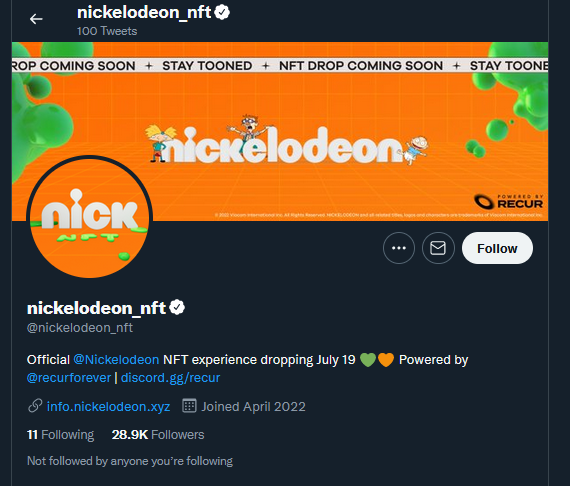 nickelodeon_nft
100 Tweets
ROP COMING SOON + STAY TOONED + NFT DROP COMING SOON + STAY TOONE
nickelodeon
POWERED BY
RECUR
© 2022 Viacom International Inc. All Rights Reserved. NICKELODEON and all related titles, logos and characters are trademarks of Viacom International Inc.
nick
NFT
Follow
nickelodeon_nft
@nickelodeon_nft
Official @Nickelodeon NFT experience dropping July 19 💚🧡 Powered by
@recurforever | discord.gg/recur
info.nickelodeon.xyz Joined April 2022
11 Following 28.9K Followers
Not followed by anyone you're following